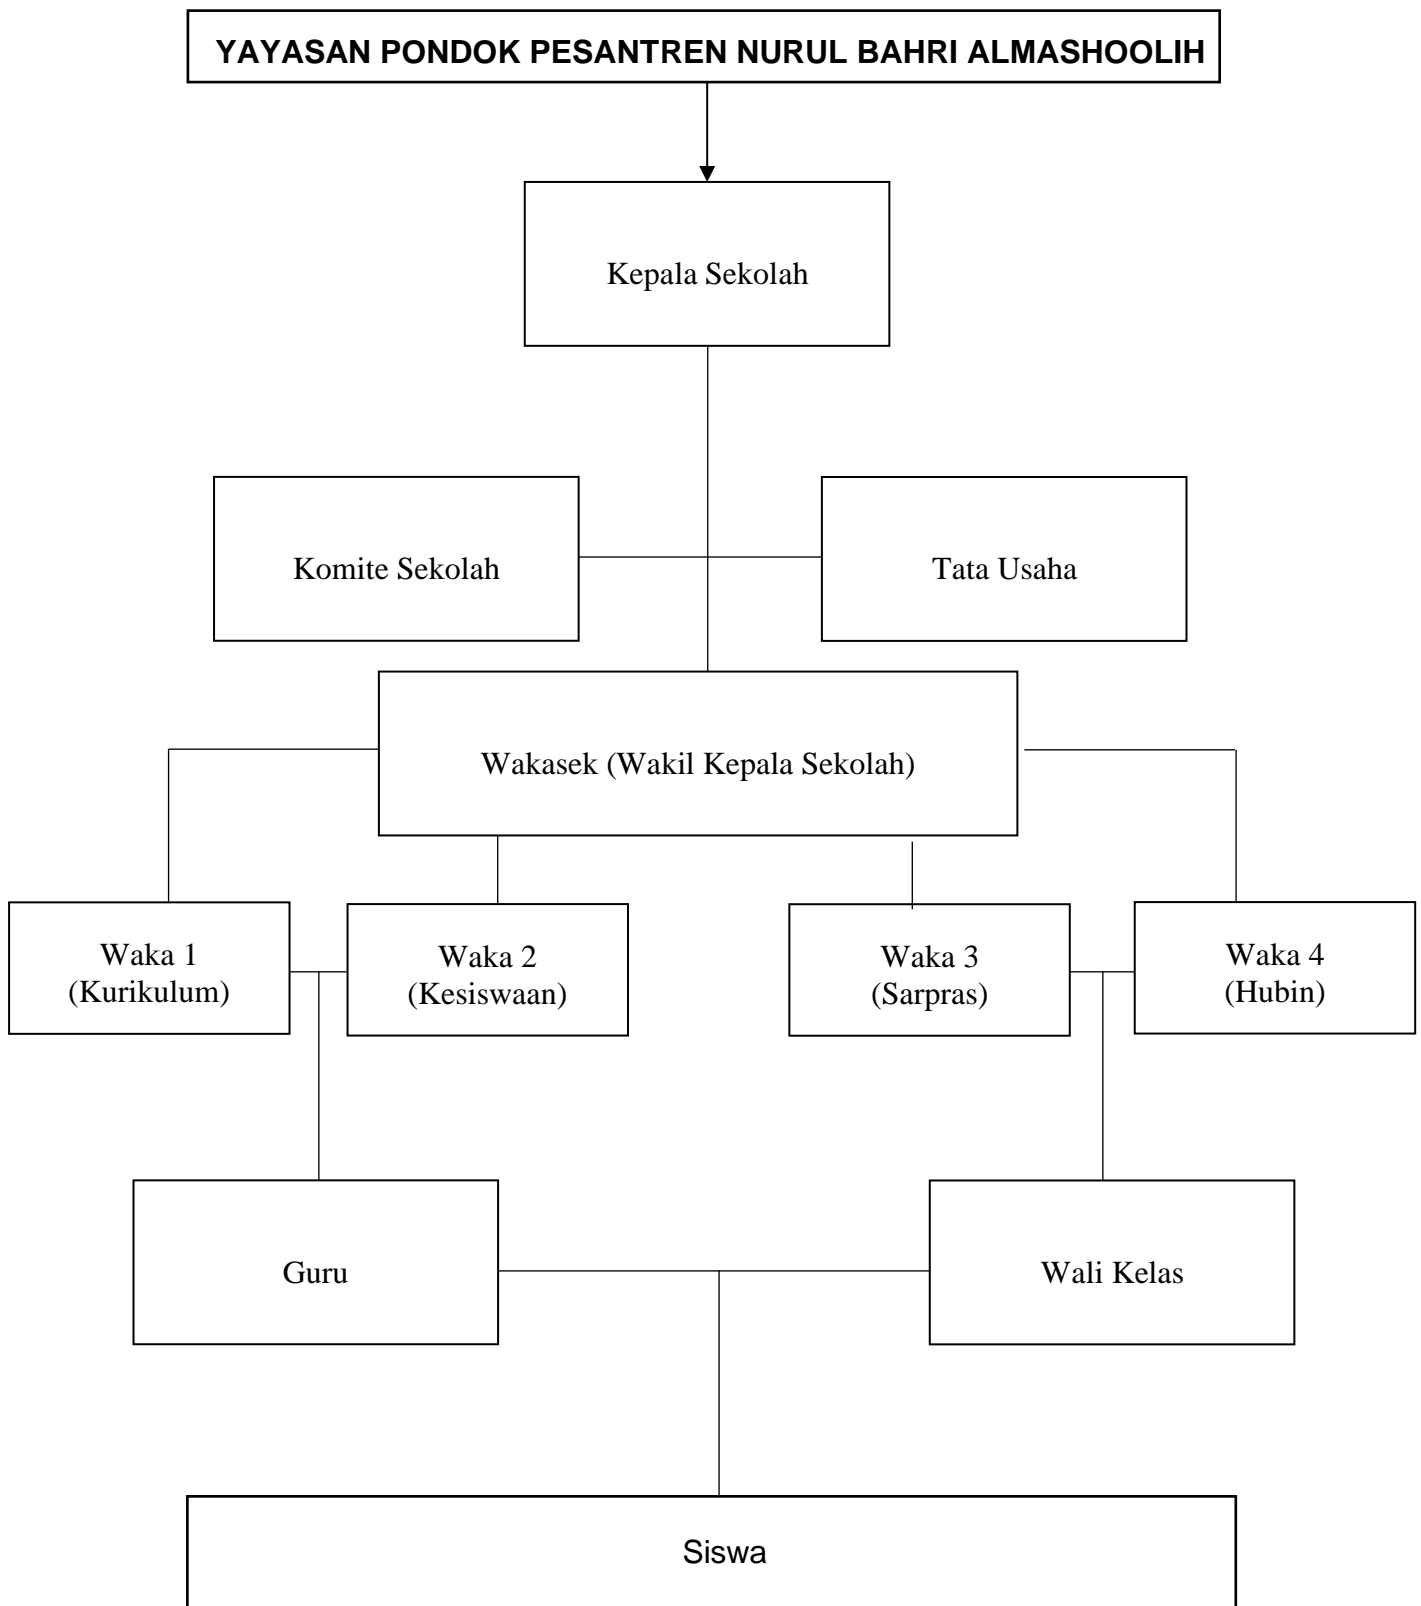 YAYASAN PONDOK PESANTREN NURUL BAHRI ALMASHOOLIH
Kepala Sekolah
Komite Sekolah
Tata Usaha
Wakasek (Wakil Kepala Sekolah)
Waka 1
(Kurikulum)
Waka 2
(Kesiswaan)
Waka 3
(Sarpras)
Waka 4
(Hubin)
Guru
Wali Kelas
Siswa